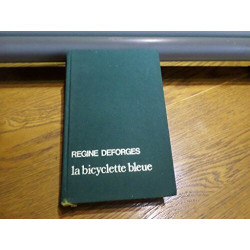 REGINE DEFORGES
la bicyclette bleue